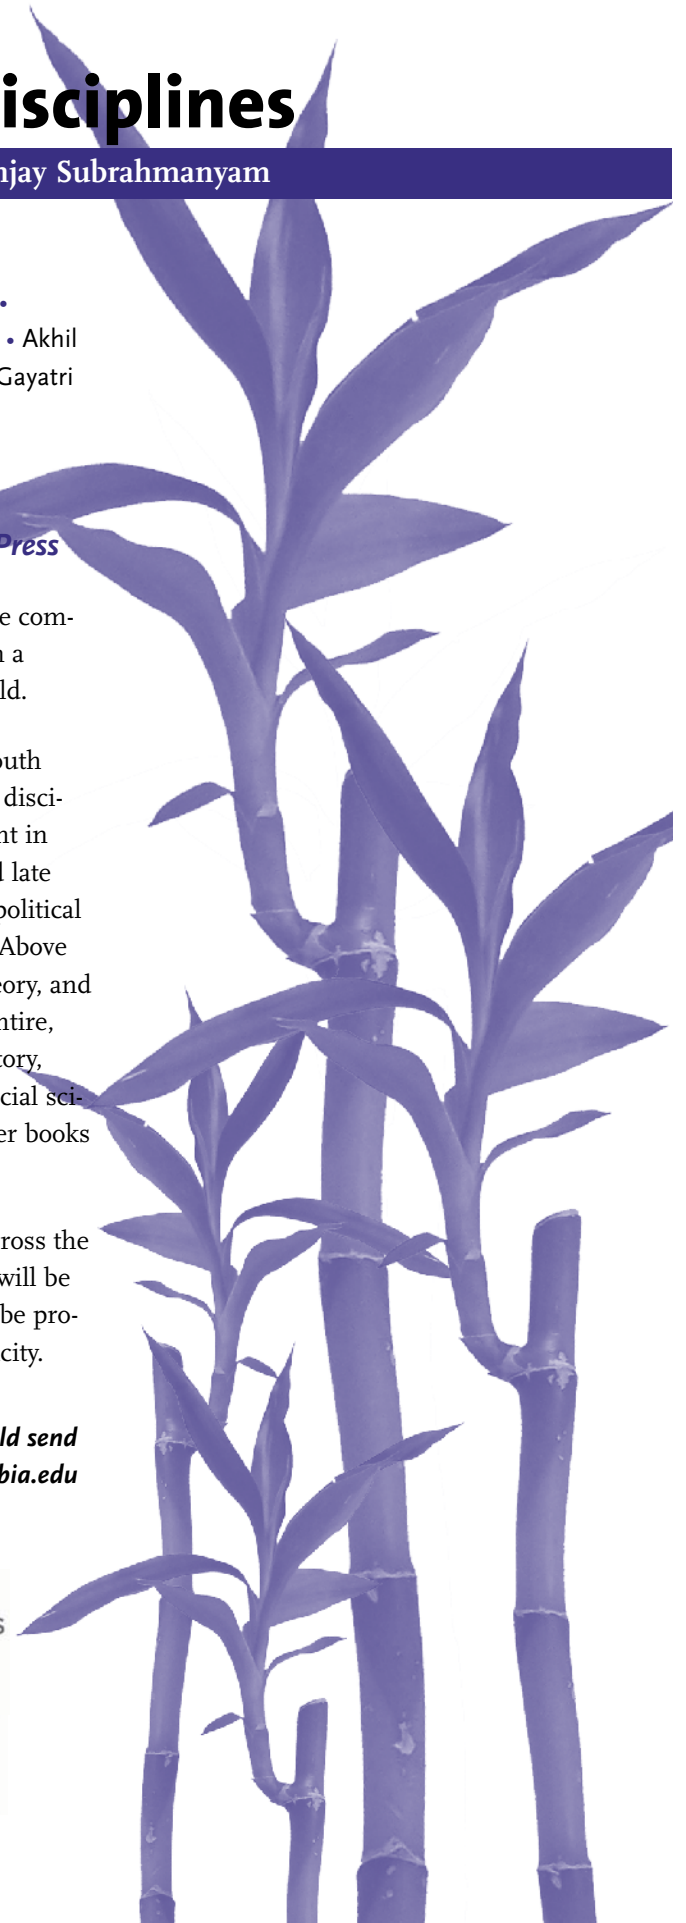 isciplines
njay Subrahmanyam
•
• Akhil
Gayatri
Press
e com-
n a
ld.
outh
disci-
nt in
d late
political
Above
eory, and
ntire,
tory,
cial sci-
er books
ross the
will be
be pro-
city.
ld send
bia.edu
s